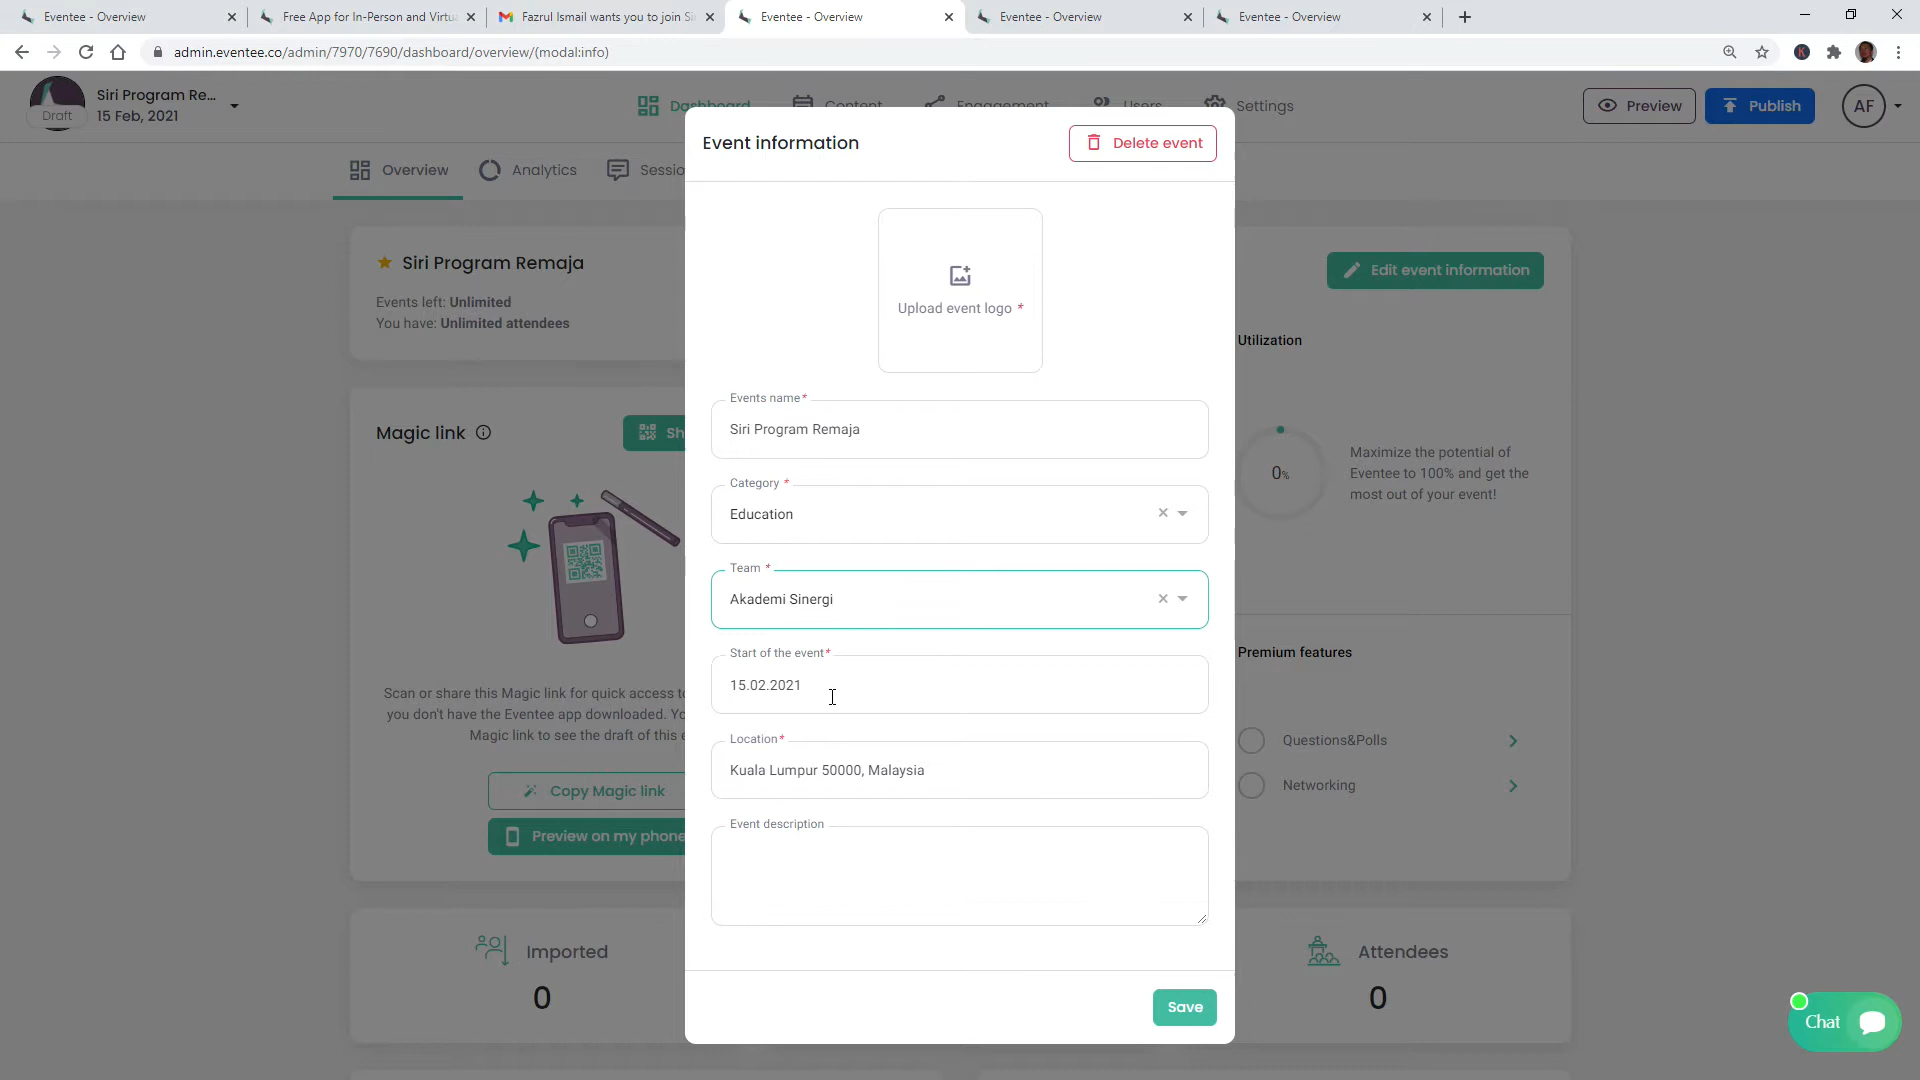 Eventee - Overview
Free App for In-Person and Virtu
Fazrul Ismail wants you to join Si
Eventee - Overview
Eventee - Overview
Eventee - Overview
admin.eventee.co/admin/7970/7690/dashboard/overview/(modal:info)
Siri Program Re...
15 Feb, 2021
Draft
Dashboard
Content
Engagement
Users
Settings
Preview
Publish
AF
Overview
Analytics
Sessio
Event information
Delete event
Siri Program Remaja
Events left: Unlimited
You have: Unlimited attendees
Edit event information
Upload event logo *
Utilization
0%
Maximize the potential of
Eventee to 100% and get the
most out of your event!
Magic link
Sh
Events name*
Siri Program Remaja
Category *
Education
Team *
Akademi Sinergi
Start of the event*
15.02.2021
Location*
Kuala Lumpur 50000, Malaysia
Event description
Save
Scan or share this Magic link for quick access to
you don't have the Eventee app downloaded. Yo
Magic link to see the draft of this e
Copy Magic link
Preview on my phone
Premium features
Questions&Polls
Networking
Imported
0
Attendees
0
Chat